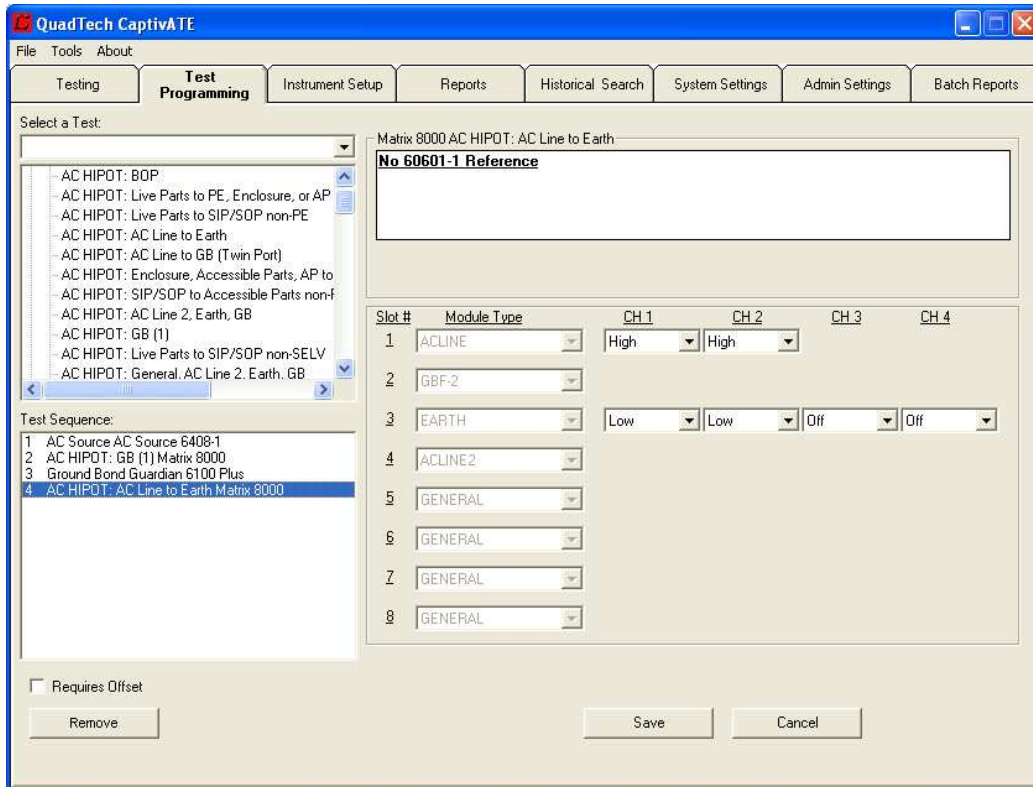 QuadTech CaptivATE
File Tools About
Testing
Test Programming
Instrument Setup
Reports
Historical Search
System Settings
Admin Settings
Batch Reports
Select a Test:
AC HIPOT: BOP
AC HIPOT: Live Parts to PE, Enclosure, or AP
AC HIPOT: Live Parts to SIP/SOP non-PE
AC HIPOT: AC Line to Earth
AC HIPOT: AC Line to GB (Twin Port)
AC HIPOT: Enclosure, Accessible Parts, AP to
AC HIPOT: SIP/SOP to Accessible Parts non-
AC HIPOT: AC Line 2, Earth, GB
AC HIPOT: GB (1)
AC HIPOT: Live Parts to SIP/SOP non-SELV
AC HIPOT: General, AC Line 2, Earth, GB
Test Sequence:
1 AC Source AC Source 6408-1
2 AC HIPOT: GB (1) Matrix 8000
3 Ground Bond Guardian 6100 Plus
4 AC HIPOT: AC Line to Earth Matrix 8000
Requires Offset
Remove
Matrix 8000 AC HIPOT: AC Line to Earth
No 60601-1 Reference
Slot # Module Type CH 1 CH 2 CH 3 CH 4
1 ACLINE High High
2 GBF-2
3 EARTH Low Low Off Off
4 ACLINE2
5 GENERAL
6 GENERAL
7 GENERAL
8 GENERAL
Save
Cancel